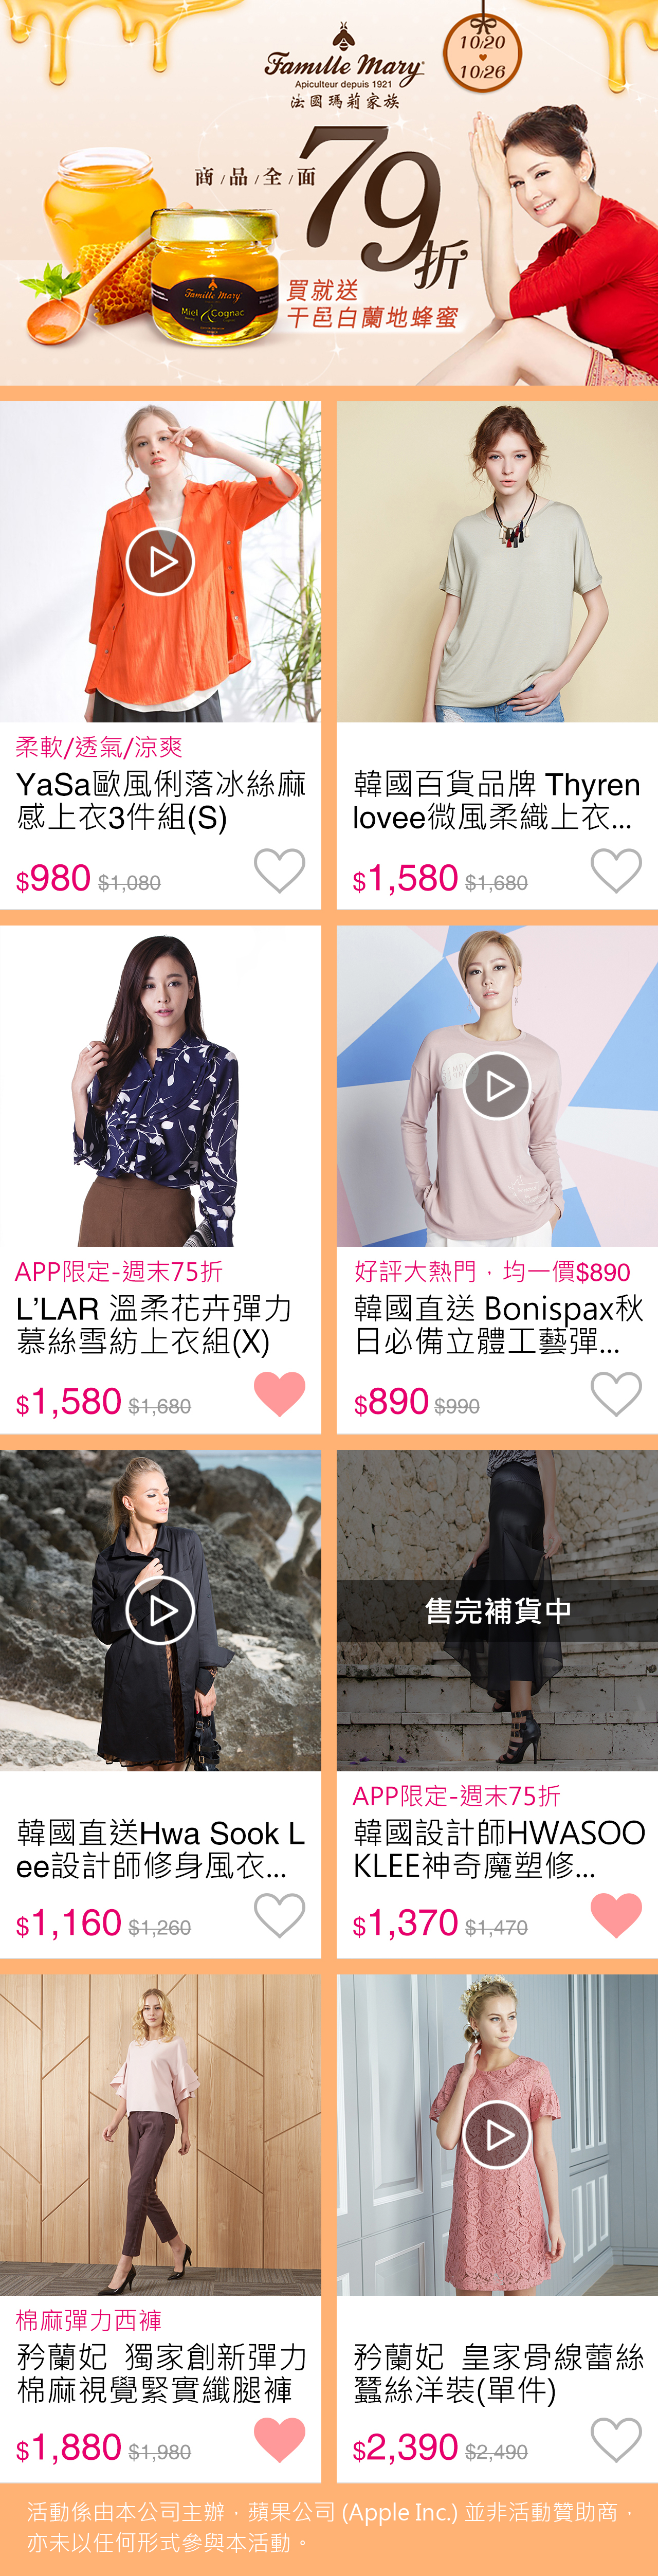 10/20
10/26
Famille Mary
Apiculteur depuis 1921
法國瑪莉家族
商/品/全/面
79折
買就送
干邑白蘭地蜂蜜
Famille Mary
Miel & Cognac
柔軟/透氣/涼爽
YaSa歐風俐落冰絲麻
感上衣3件組(S)
$980 $1,080
韓國百貨品牌 Thyren
lovee微風柔織上衣...
$1,580 $1,680
APP限定-週末75折
L’LAR 溫柔花卉彈力
慕絲雪紡上衣組(X)
$1,580 $1,680
好評大熱門，均一價$890
韓國直送 Bonispax秋
日必備立體工藝彈...
$890 $990
韓國直送Hwa Sook L
ee設計師修身風衣...
$1,160 $1,260
售完補貨中
APP限定-週末75折
韓國設計師HWASOO
KLEE神奇魔塑修...
$1,370 $1,470
棉麻彈力西褲
矜蘭妃 獨家創新彈力
棉麻視覺緊實纖腿褲
$1,880 $1,980
矜蘭妃 皇家骨線蕾絲
蠶絲洋裝(單件)
$2,390 $2,490
活動係由本公司主辦，蘋果公司 (Apple Inc.) 並非活動贊助商，
亦未以任何形式參與本活動。